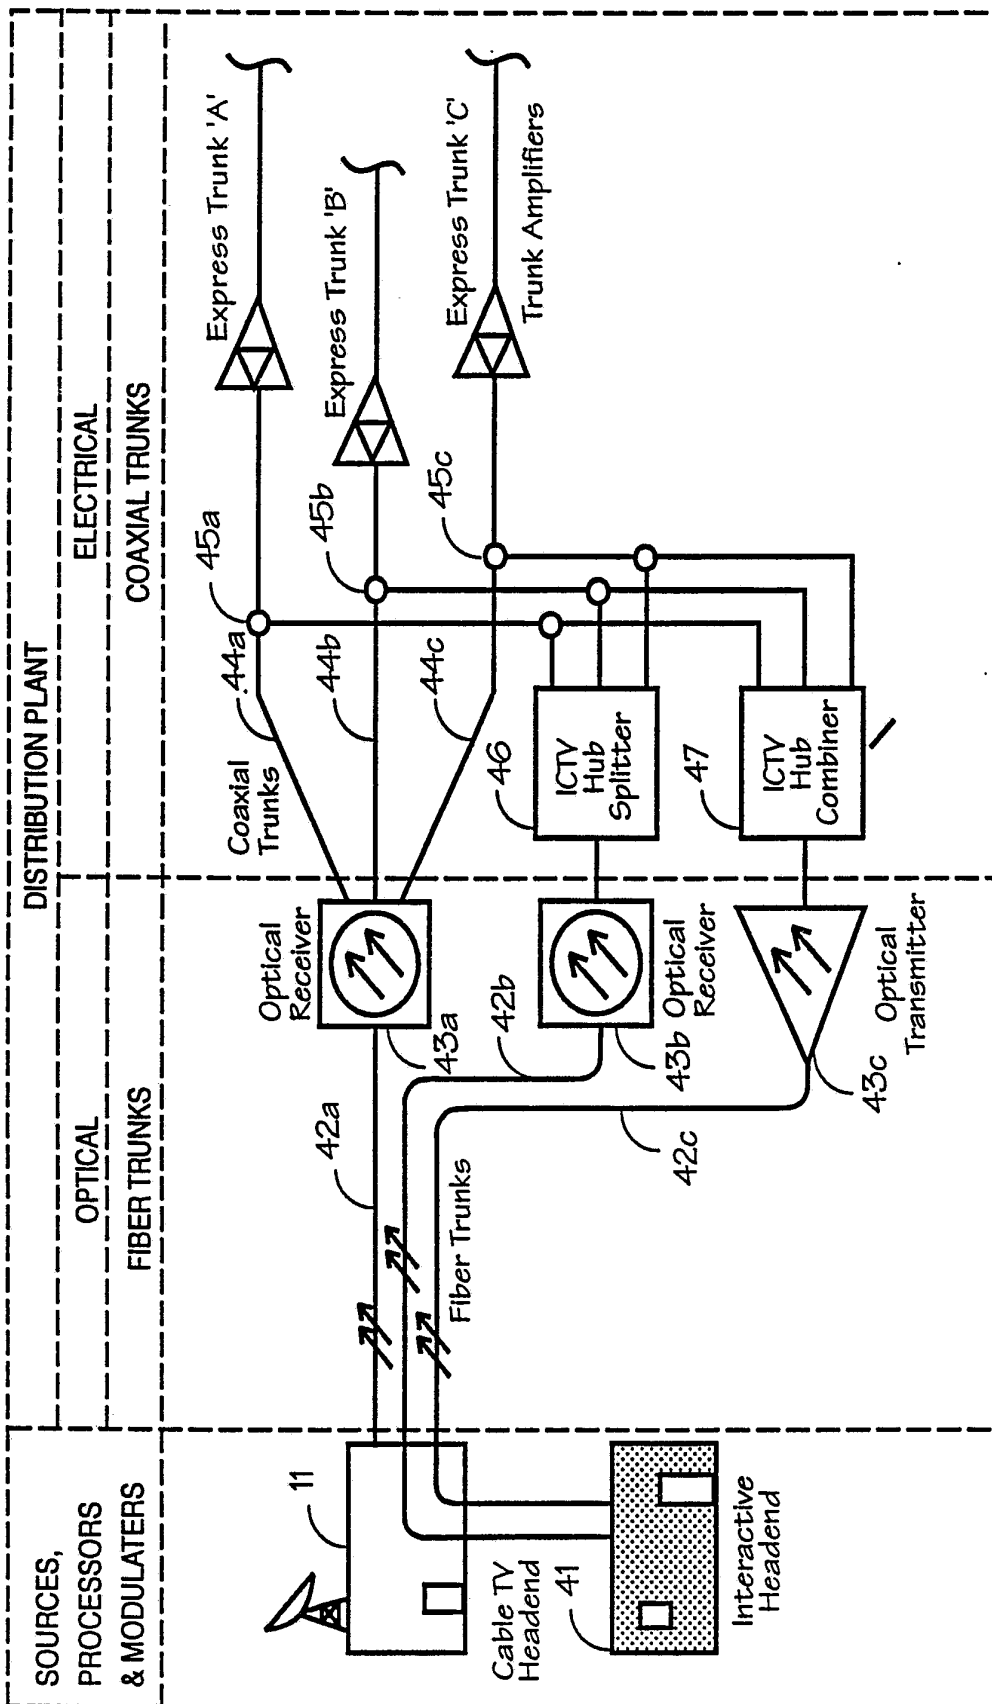 SOURCES,
PROCESSORS
& MODULATERS
DISTRIBUTION PLANT
OPTICAL
ELECTRICAL
FIBER TRUNKS
COAXIAL TRUNKS
11
Cable TV
Headend
41
Interactive
Headend
42a
Fiber Trunks
42b
42c
Optical
Receiver
43a
Optical
Receiver
43b
Optical
Transmitter
43c
Coaxial
Trunks
44a
44b
44c
45a
45b
45c
46
ICTV
Hub
Splitter
47
ICTV
Hub
Combiner
Express Trunk 'A'
Express Trunk 'B'
Express Trunk 'C'
Trunk Amplifiers